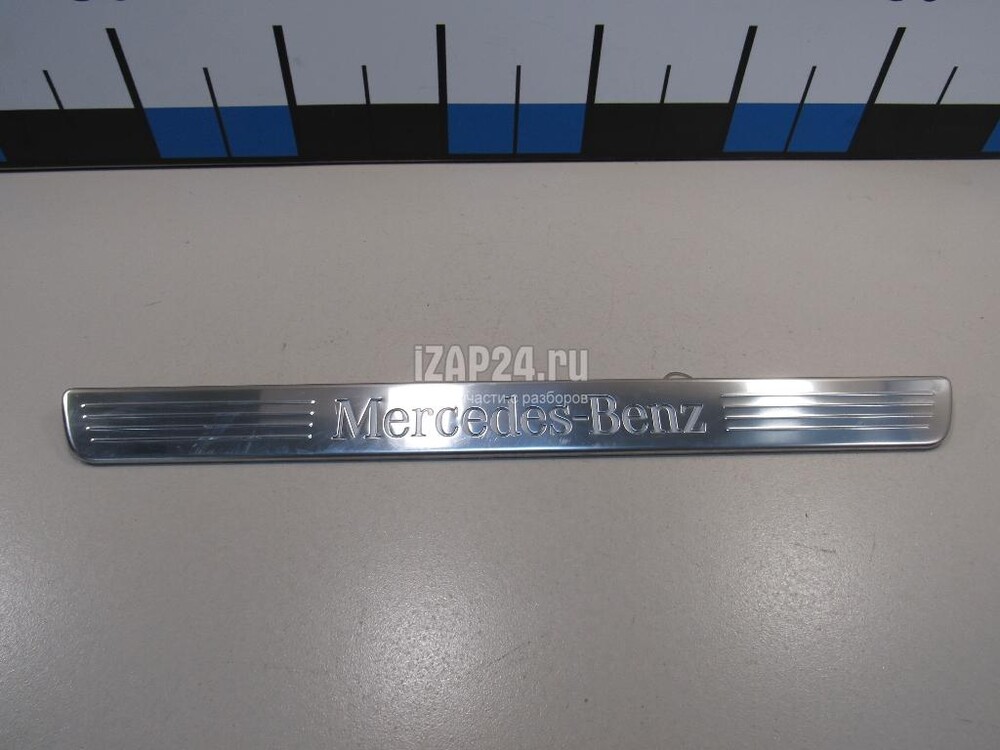 iZAP24.ru
запчасти с разборов
Mercedes-Benz